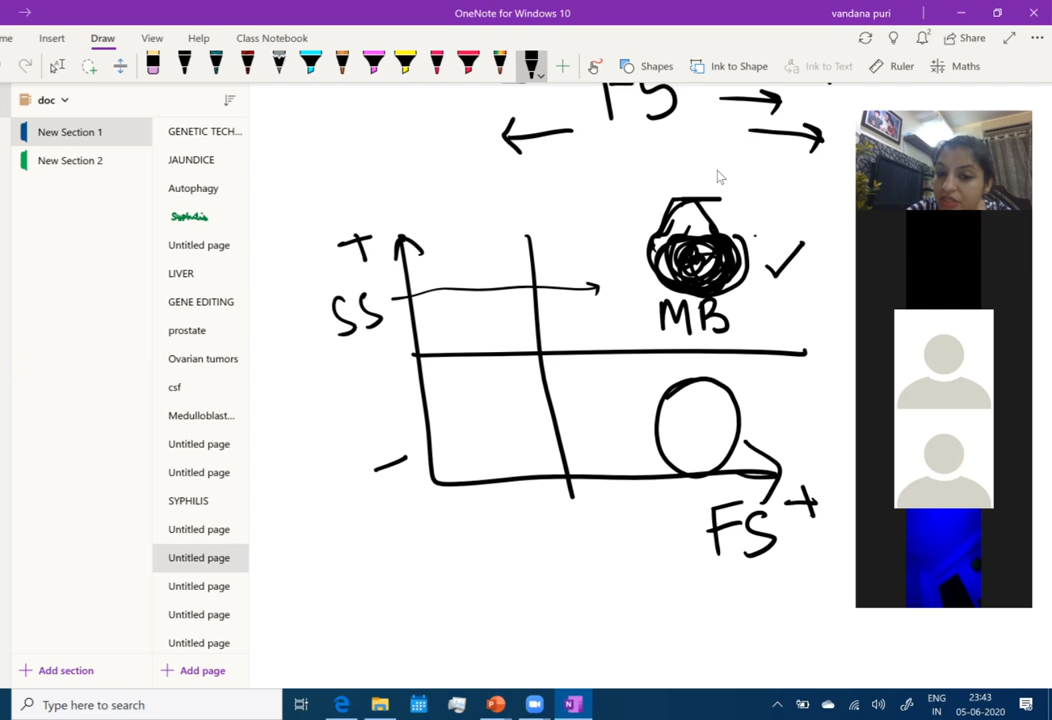 OneNote for Windows 10
vandana puri
me Insert Draw View Help Class Notebook
Share
Shapes
Ink to Shape
Ink to Text
Ruler
Maths
doc
New Section 1
New Section 2
GENETIC TECH...
JAUNDICE
Autophagy
Syphilis
Untitled page
LIVER
GENE EDITING
prostate
Ovarian tumors
csf
Medulloblast...
Untitled page
Untitled page
SYPHILIS
Untitled page
Untitled page
Untitled page
Untitled page
Untitled page
Add section
Add page
FS
+
SS
MB
–
FS +
Type here to search
ENG
IN
23:43
05-06-2020